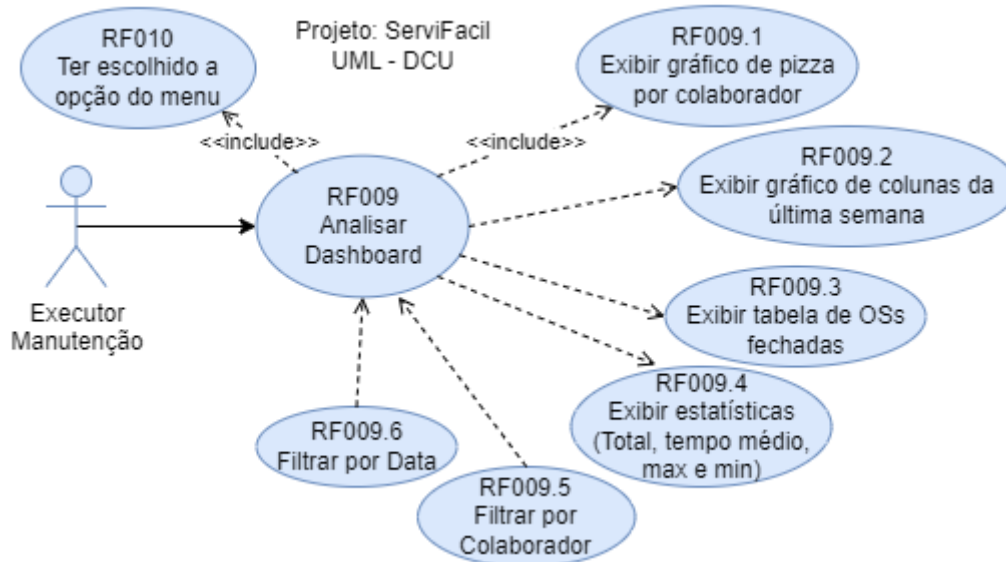 RF010
Ter escolhido a
opção do menu
Projeto: ServiFacil
UML - DCU
RF009.1
Exibir gráfico de pizza
por colaborador
<<include>>
<<include>>
RF009.2
Exibir gráfico de colunas da
última semana
RF009
Analisar
Dashboard
Executor
Manutenção
RF009.3
Exibir tabela de OSs
fechadas
RF009.4
Exibir estatísticas
(Total, tempo médio,
max e min)
RF009.6
Filtrar por Data
RF009.5
Filtrar por
Colaborador